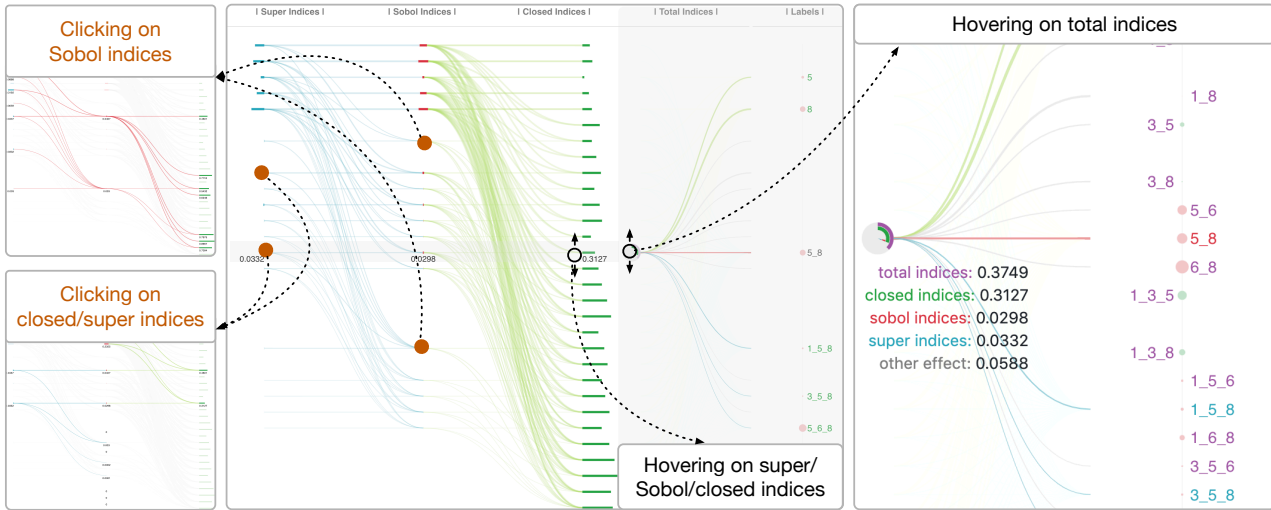 Clicking on
Sobol indices
Clicking on
closed/super indices
| Super Indices |
| Sobol Indices |
| Closed Indices |
| Total Indices |
| Labels |
5
8
0.0332
0.0298
0.3127
5_8
1_5_8
3_5_8
5_6_8
Hovering on super/
Sobol/closed indices
Hovering on total indices
1_8
3_5
3_8
5_6
5_8
6_8
total indices: 0.3749
closed indices: 0.3127
sobol indices: 0.0298
super indices: 0.0332
other effect: 0.0588
1_3_5
1_3_8
1_5_6
1_5_8
1_6_8
3_5_6
3_5_8